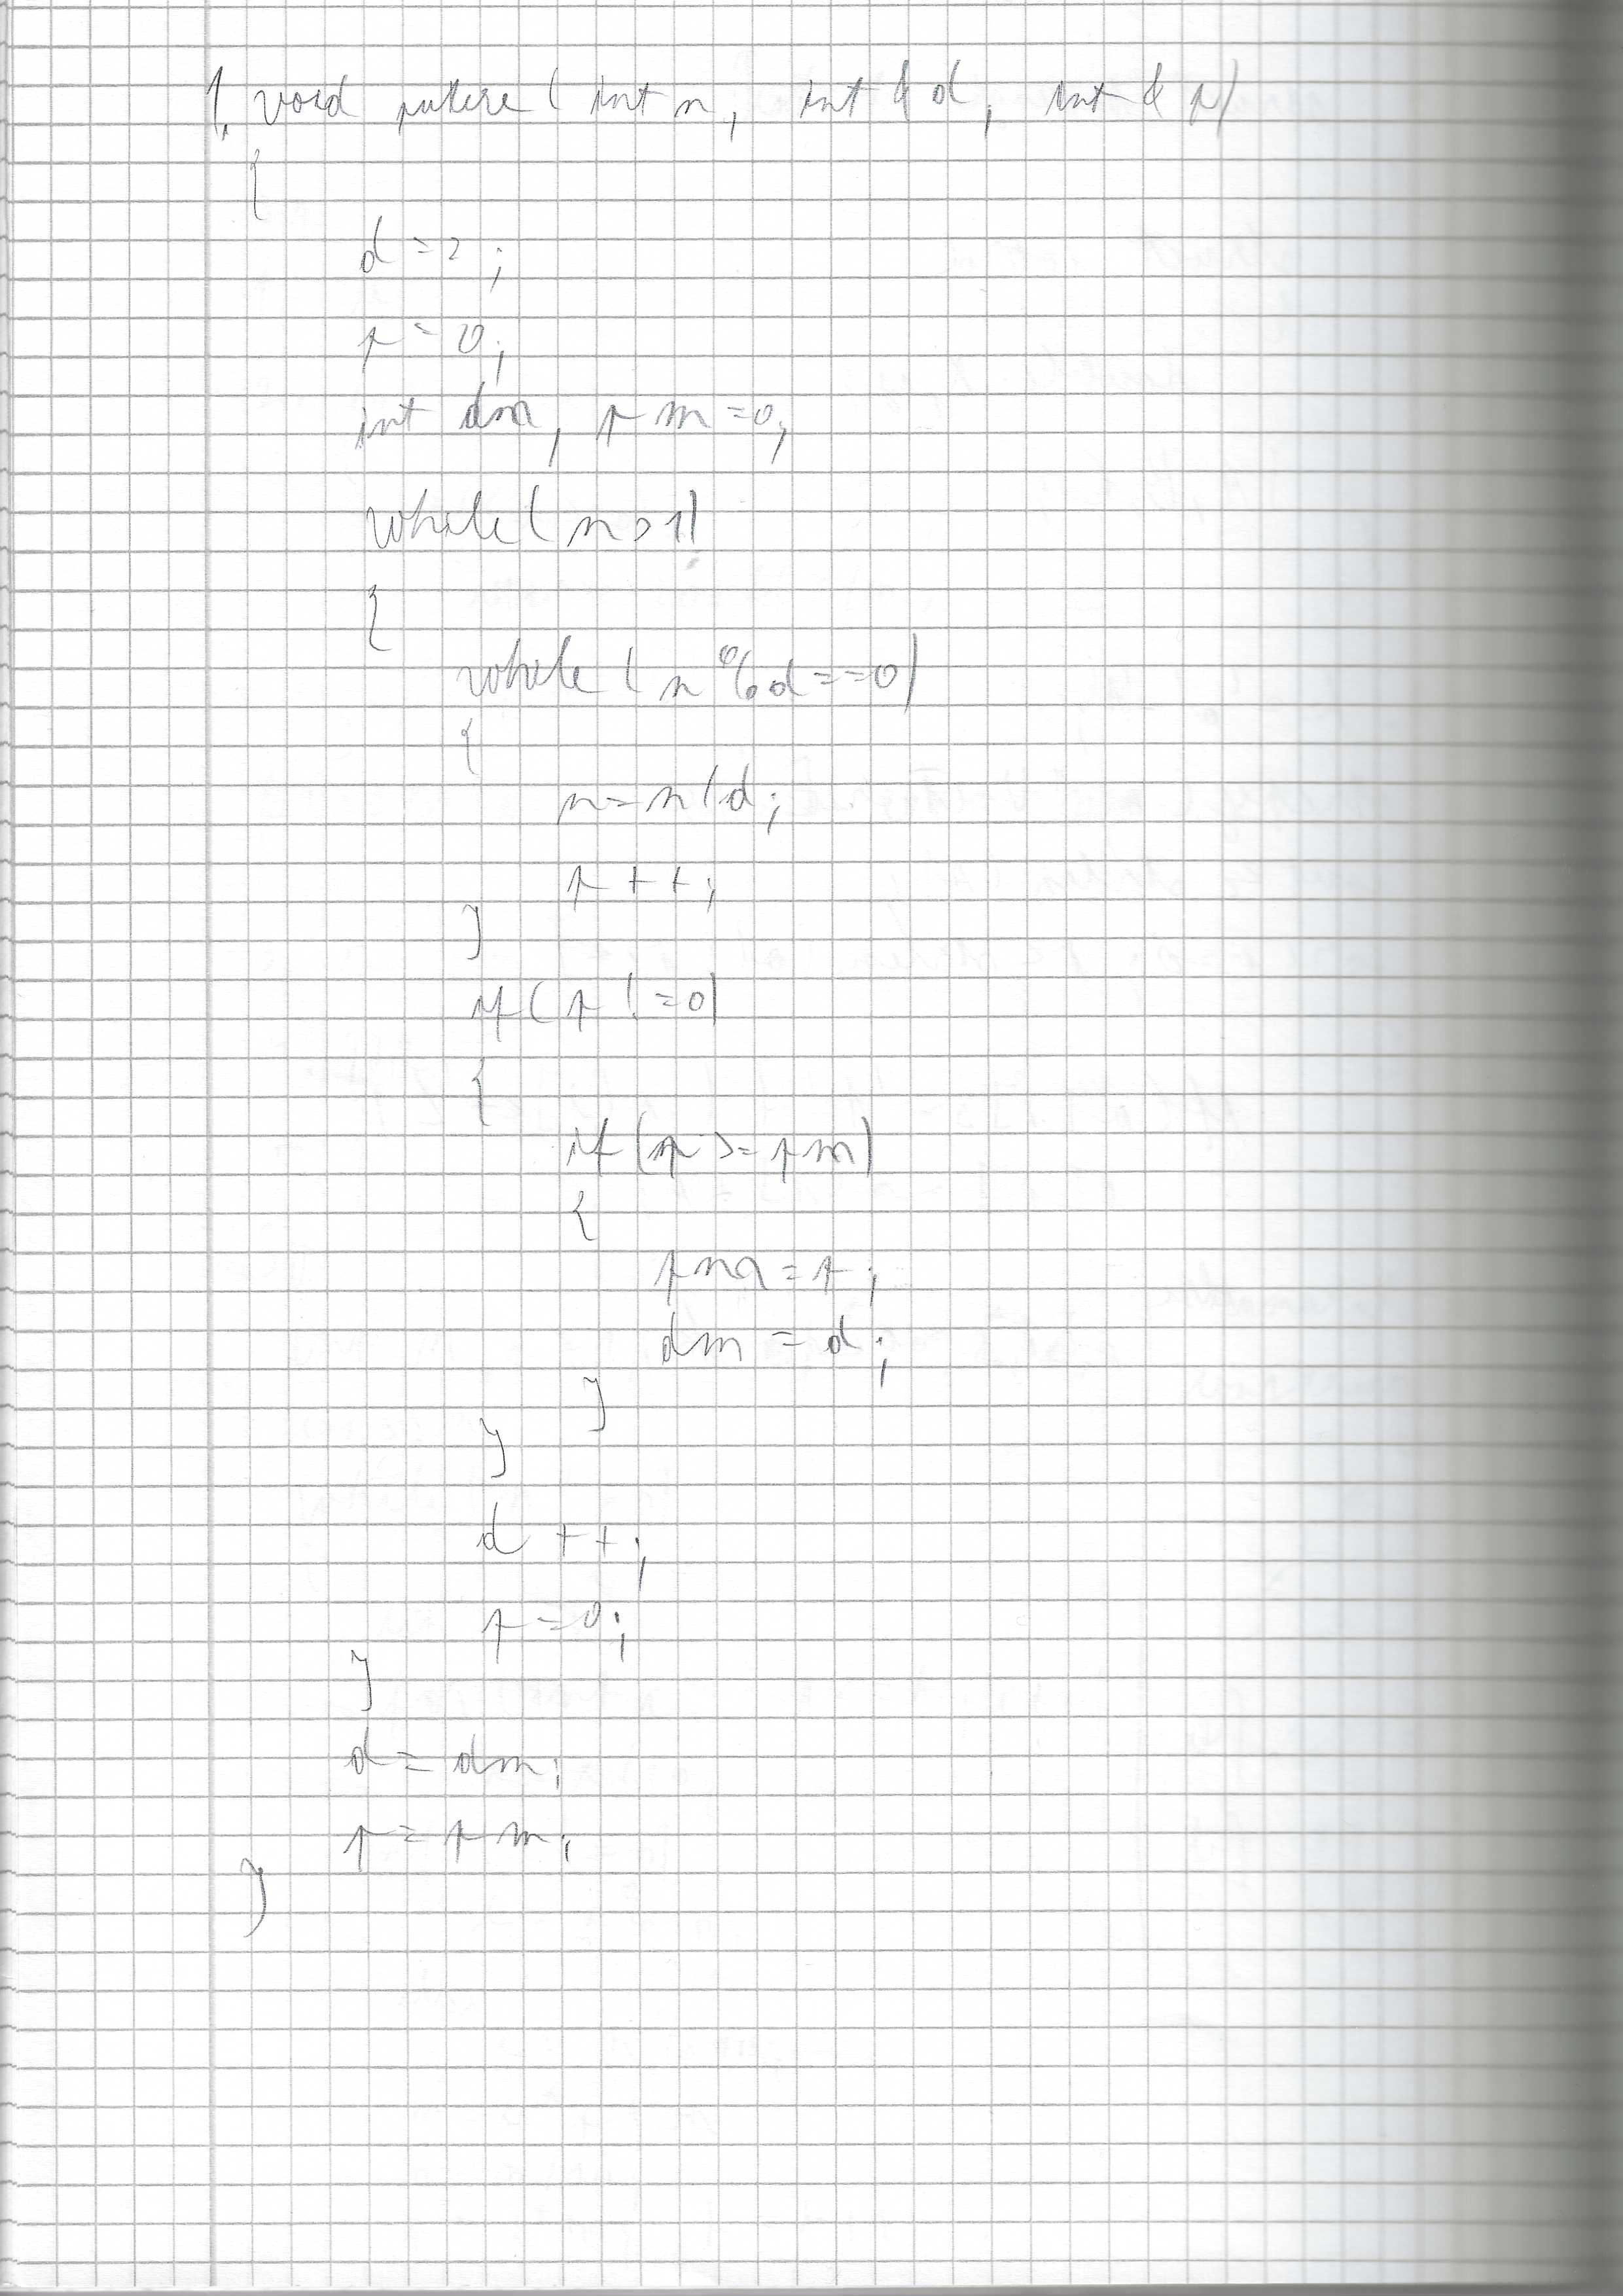 1. void putere ( int n, int & d, int & p)
{
d = 2 ;
p = 0 ;
int dm, pm = 0 ;
while ( n > 1)
{
while ( n % d == 0)
{
n = n / d ;
p ++ ;
}
if ( p != 0)
{
if (p >= pm)
{
pm = p ;
dm = d ;
}
}
d ++ ;
p = 0 ;
}
d = dm ;
p = pm ;
}